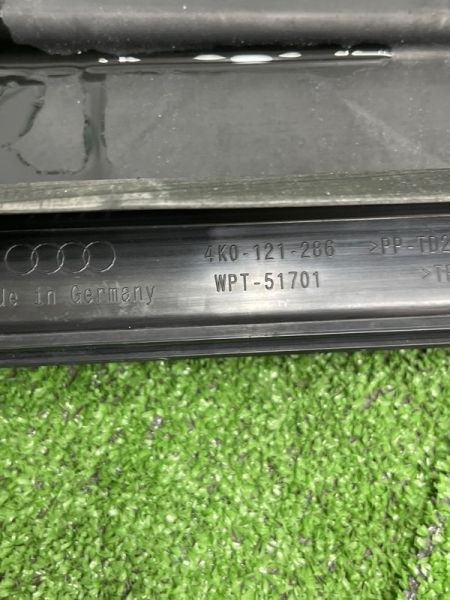 4K0-121-286 >PP-TD2
de in Germany WPT-51701 >T